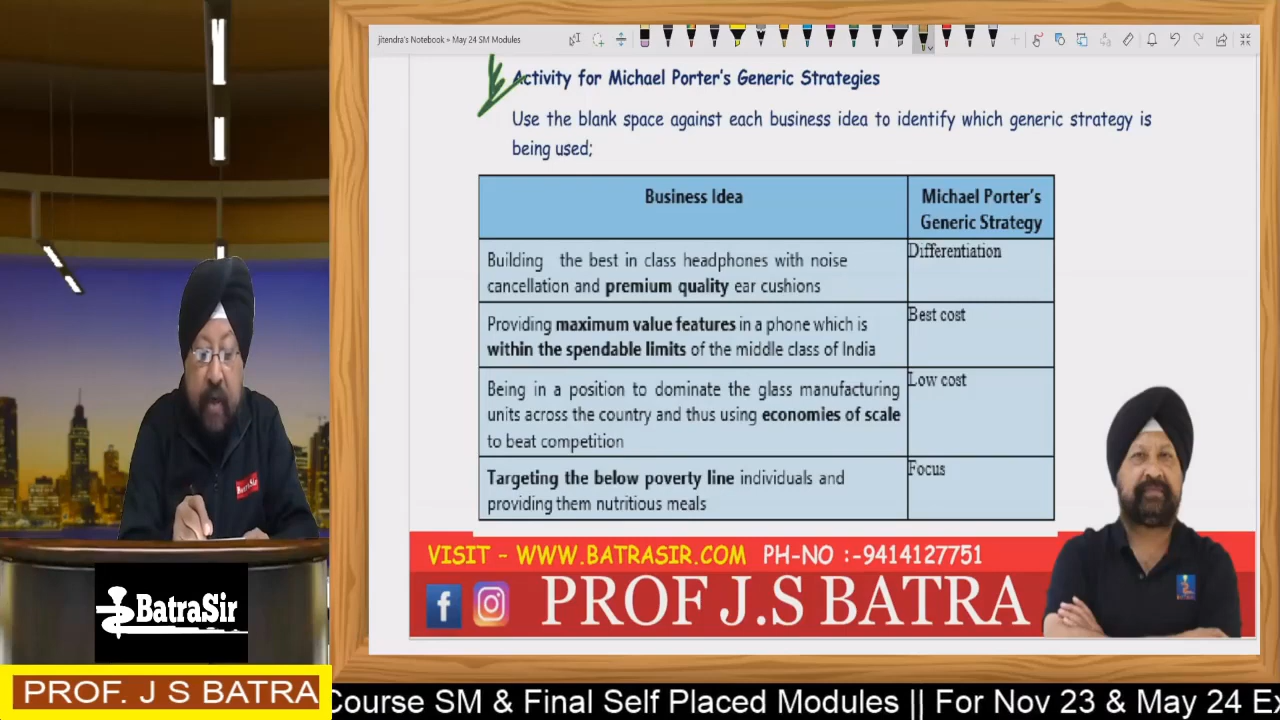 jitendra's Notebook » May 24 SM Modules
Activity for Michael Porter's Generic Strategies
Use the blank space against each business idea to identify which generic strategy is
being used;
Business Idea
Michael Porter's
Generic Strategy
Building the best in class headphones with noise
cancellation and premium quality ear cushions
Differentiation
Providing maximum value features in a phone which is
within the spendable limits of the middle class of India
Best cost
Being in a position to dominate the glass manufacturing
units across the country and thus using economies of scale
to beat competition
Low cost
Targeting the below poverty line individuals and
providing them nutritious meals
Focus
VISIT - WWW.BATRASIR.COM PH-NO :-9414127751
PROF J.S BATRA
BatraSir
BatraSir
PROF. J S BATRA
Course SM & Final Self Placed Modules || For Nov 23 & May 24 Ex